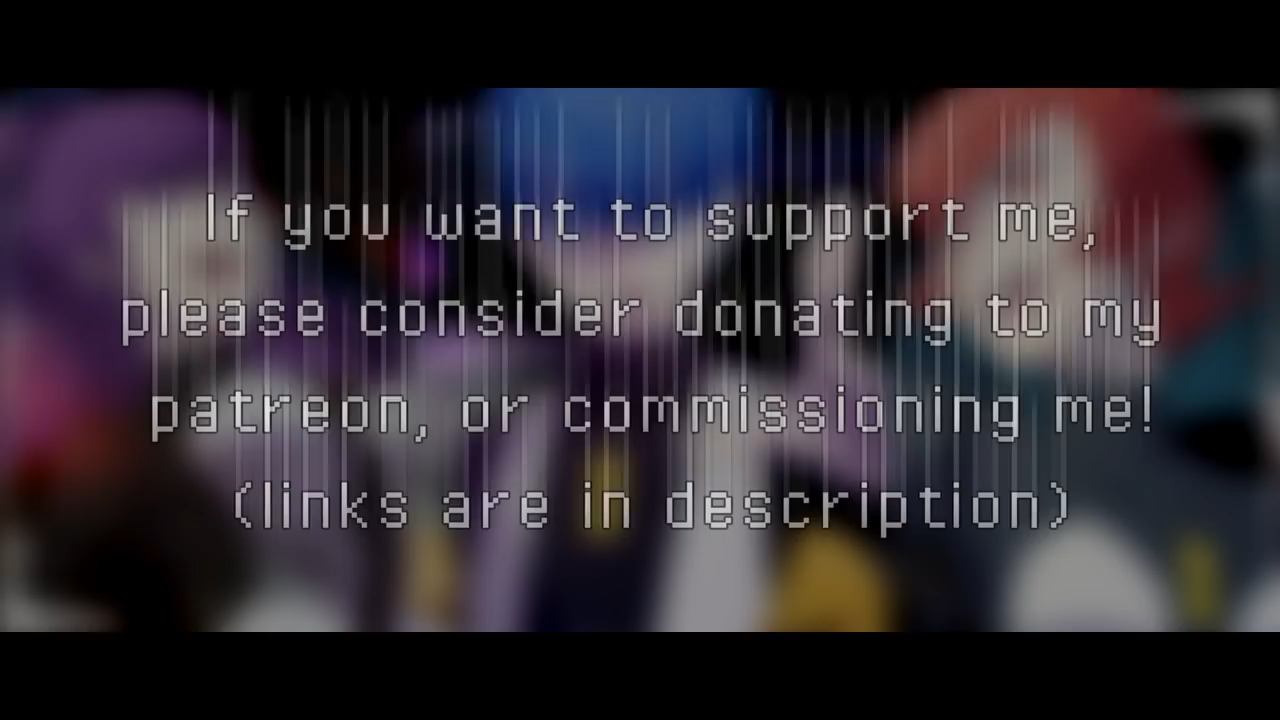 If you want to support me,
please consider donating to my
patreon, or commissioning me!
(links are in description)